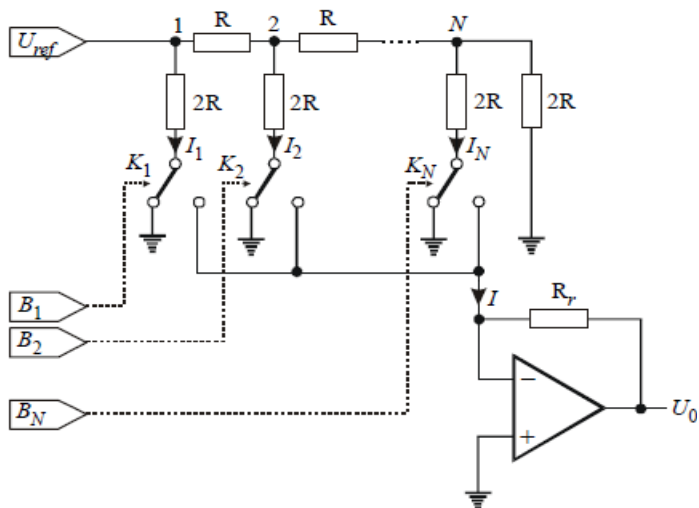 1 R 2 R N
U_ref
2R 2R 2R 2R
I_1 I_2 I_N
K_1 K_2 K_N
B_1
I R_r
B_2
−
B_N U_0
+